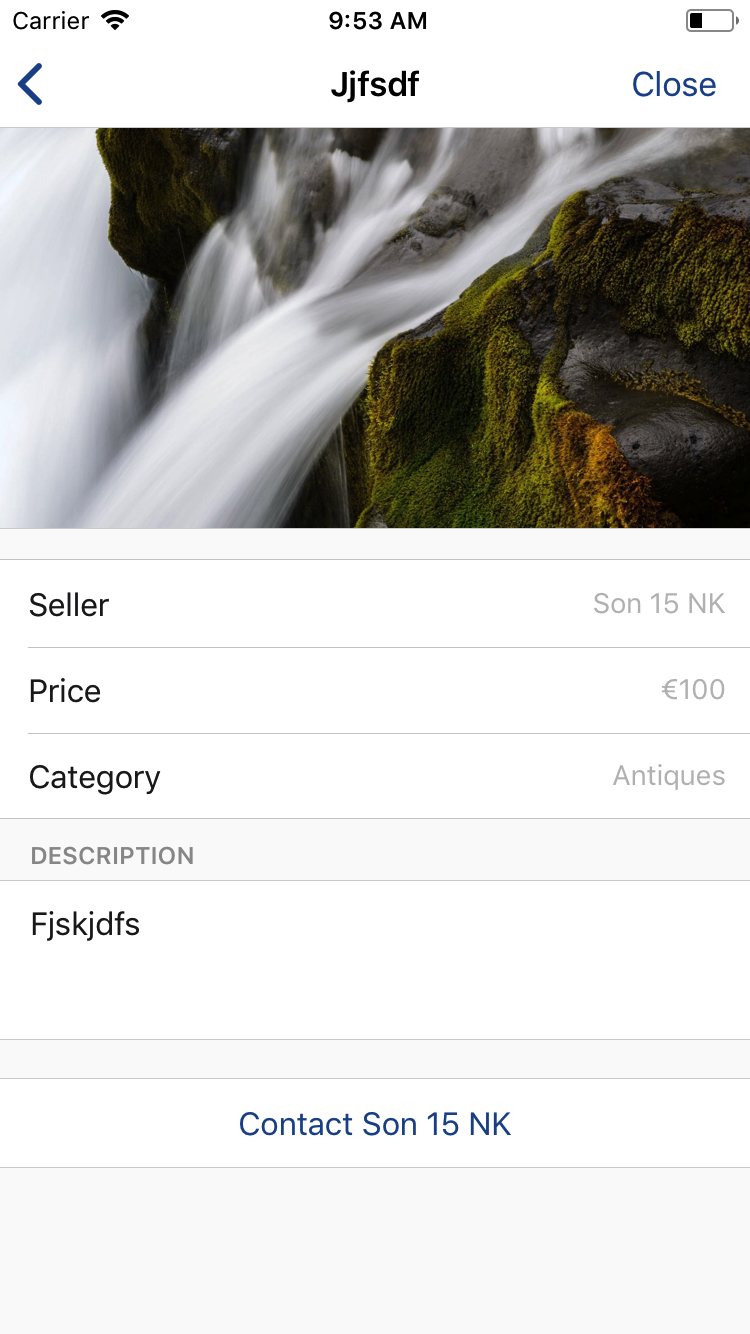 Carrier 9:53 AM
Jjfsdf Close
Seller Son 15 NK
Price €100
Category Antiques
DESCRIPTION
Fjskjdfs
Contact Son 15 NK